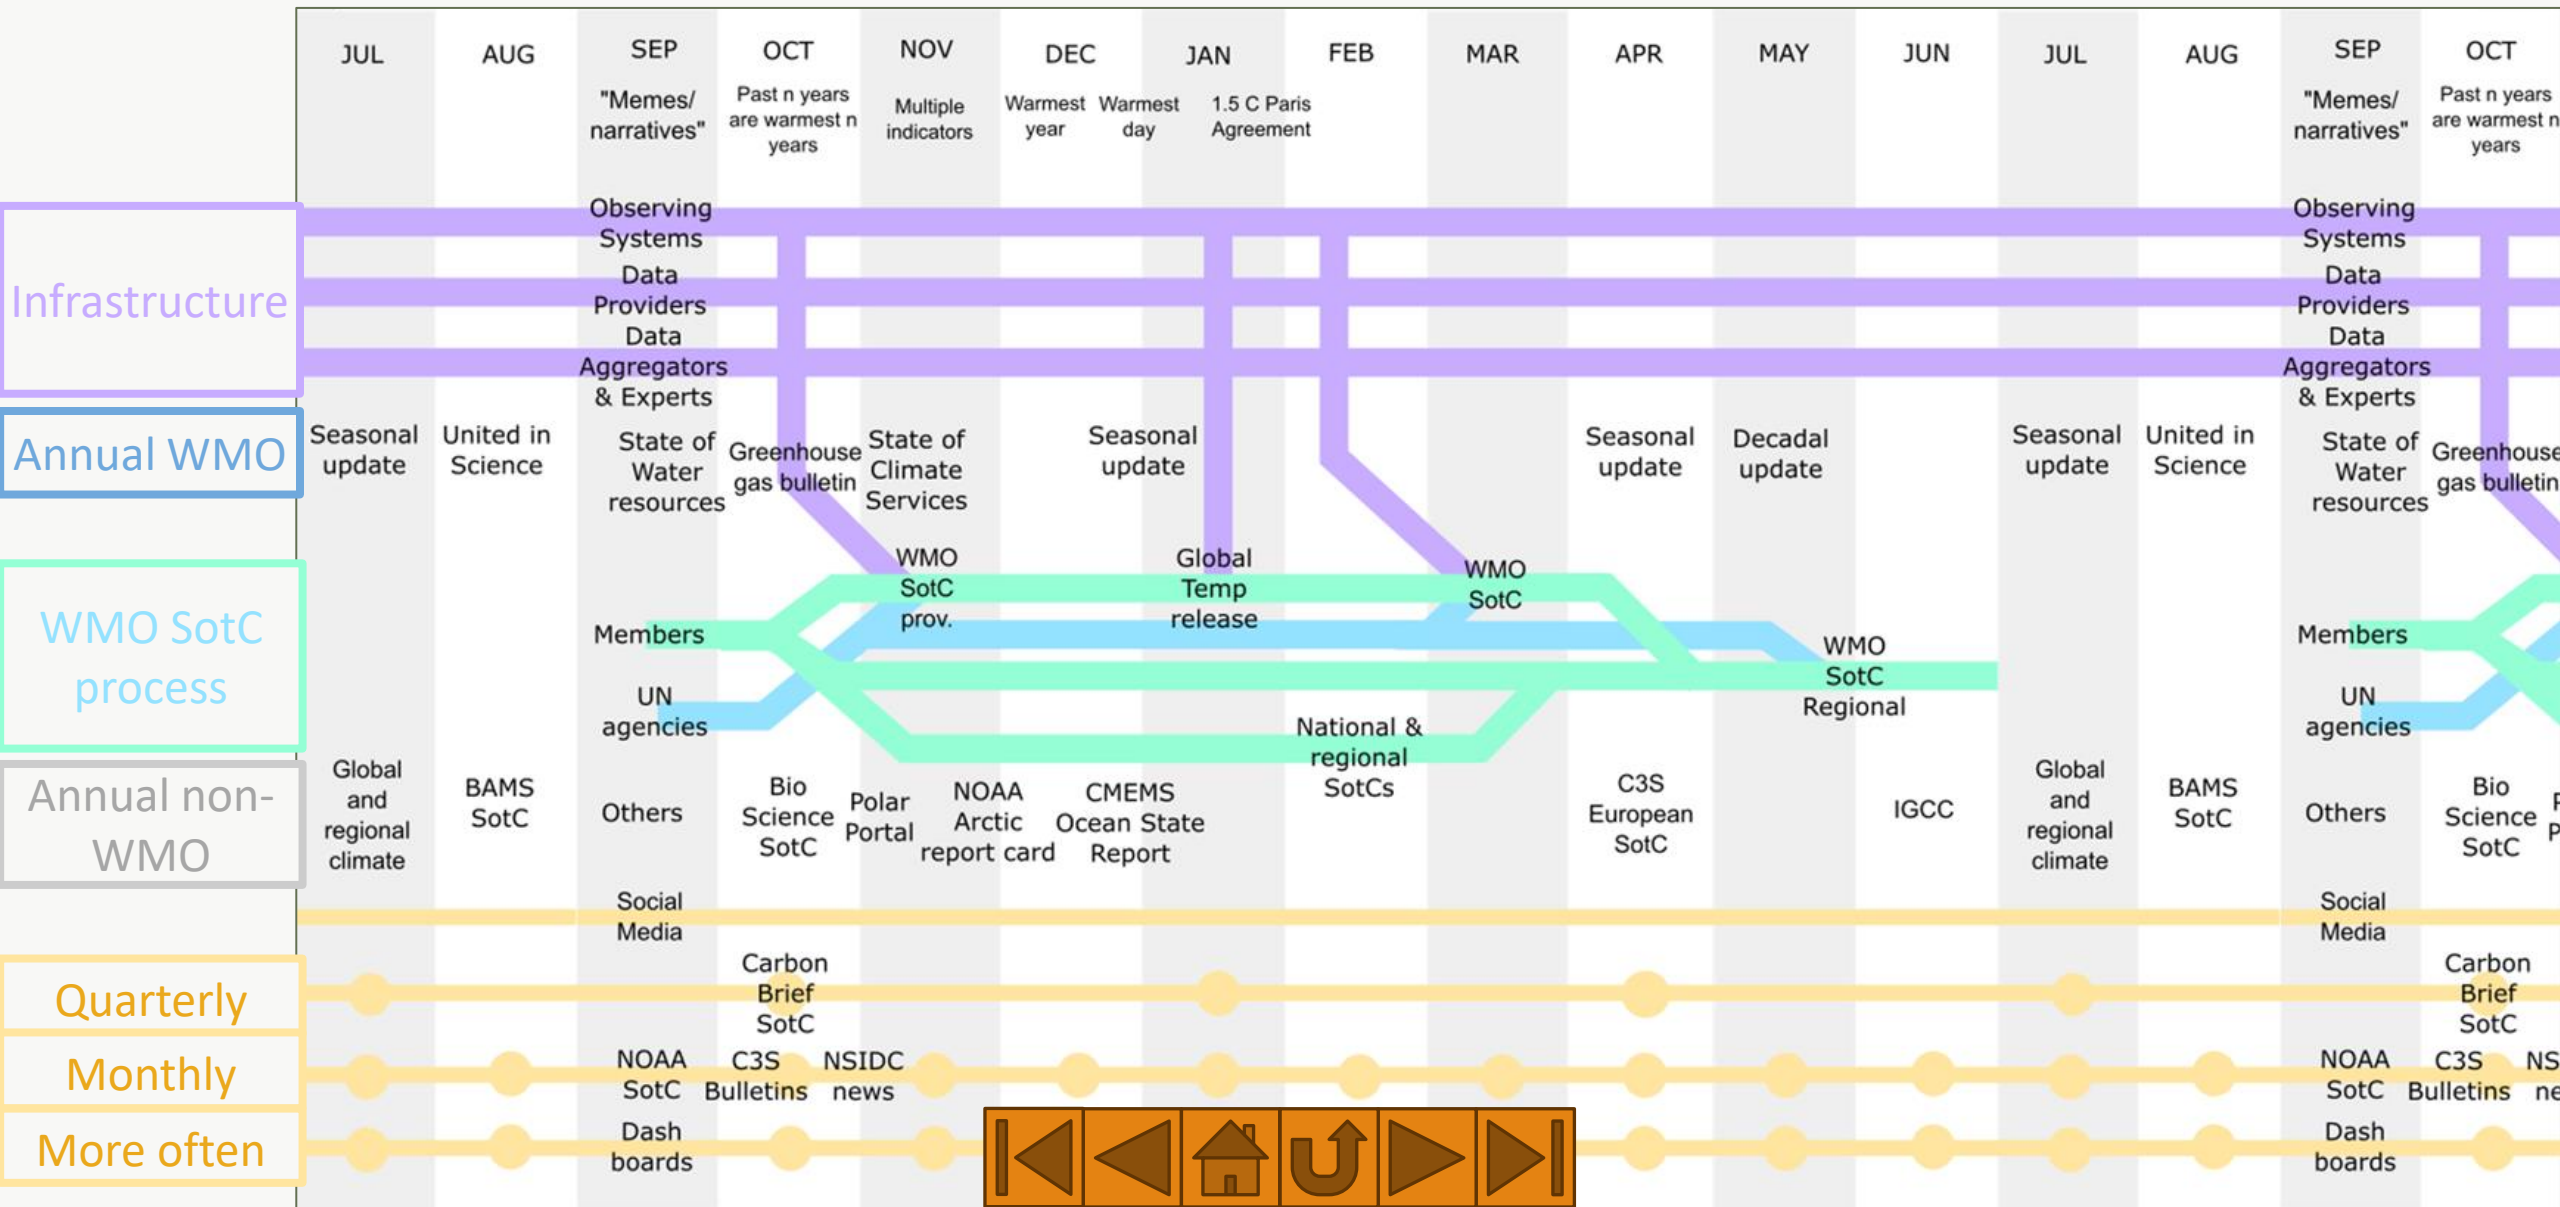 JUL
AUG
SEP
OCT
NOV
DEC
JAN
FEB
MAR
APR
MAY
JUN
JUL
AUG
SEP
OCT
"Memes/
narratives"
Past n years
are warmest n
years
Multiple
indicators
Warmest
year
Warmest
day
1.5 C Paris
Agreement
"Memes/
narratives"
Past n years
are warmest n
years
Infrastructure
Observing
Systems
Data
Providers
Data
Aggregators
& Experts
Observing
Systems
Data
Providers
Data
Aggregators
& Experts
Annual WMO
Seasonal
update
United in
Science
State of
Water
resources
Greenhouse
gas bulletin
State of
Climate
Services
Seasonal
update
Seasonal
update
Decadal
update
Seasonal
update
United in
Science
State of
Water
resources
Greenhouse
gas bulletin
WMO SotC
process
Members
UN
agencies
WMO
SotC
prov.
Global
Temp
release
WMO
SotC
WMO
SotC
Regional
National &
regional
SotCs
Members
UN
agencies
Annual non-
WMO
Global
and
regional
climate
BAMS
SotC
Others
Bio
Science
SotC
Polar
Portal
NOAA
Arctic
report card
CMEMS
Ocean State
Report
C3S
European
SotC
IGCC
Global
and
regional
climate
BAMS
SotC
Others
Bio
Science
SotC
P
P
Social
Media
Social
Media
Quarterly
Carbon
Brief
SotC
Carbon
Brief
SotC
Monthly
NOAA
SotC
C3S
Bulletins
NSIDC
news
NOAA
SotC
C3S
Bulletins
NS
ne
More often
Dash
boards
Dash
boards